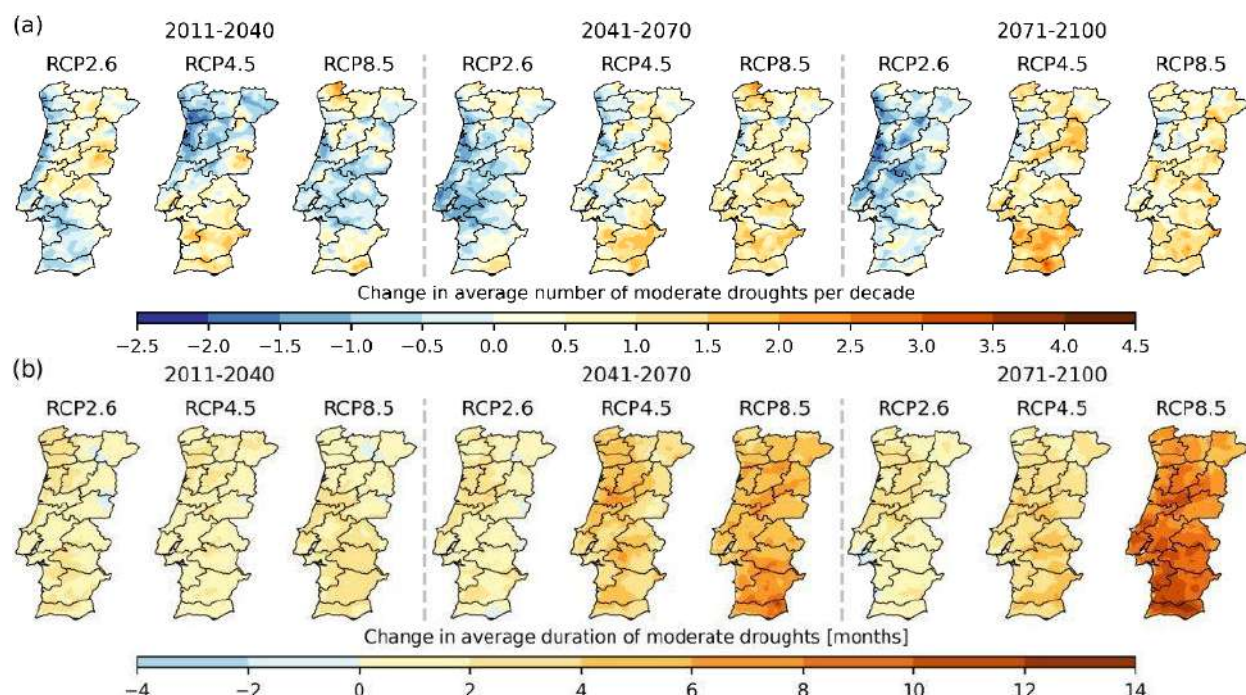 (a)
2011-2040 2041-2070 2071-2100
RCP2.6 RCP4.5 RCP8.5 RCP2.6 RCP4.5 RCP8.5 RCP2.6 RCP4.5 RCP8.5
Change in average number of moderate droughts per decade
−2.5 −2.0 −1.5 −1.0 −0.5 0.0 0.5 1.0 1.5 2.0 2.5 3.0 3.5 4.0 4.5
(b)
2011-2040 2041-2070 2071-2100
RCP2.6 RCP4.5 RCP8.5 RCP2.6 RCP4.5 RCP8.5 RCP2.6 RCP4.5 RCP8.5
Change in average duration of moderate droughts [months]
−4 −2 0 2 4 6 8 10 12 14